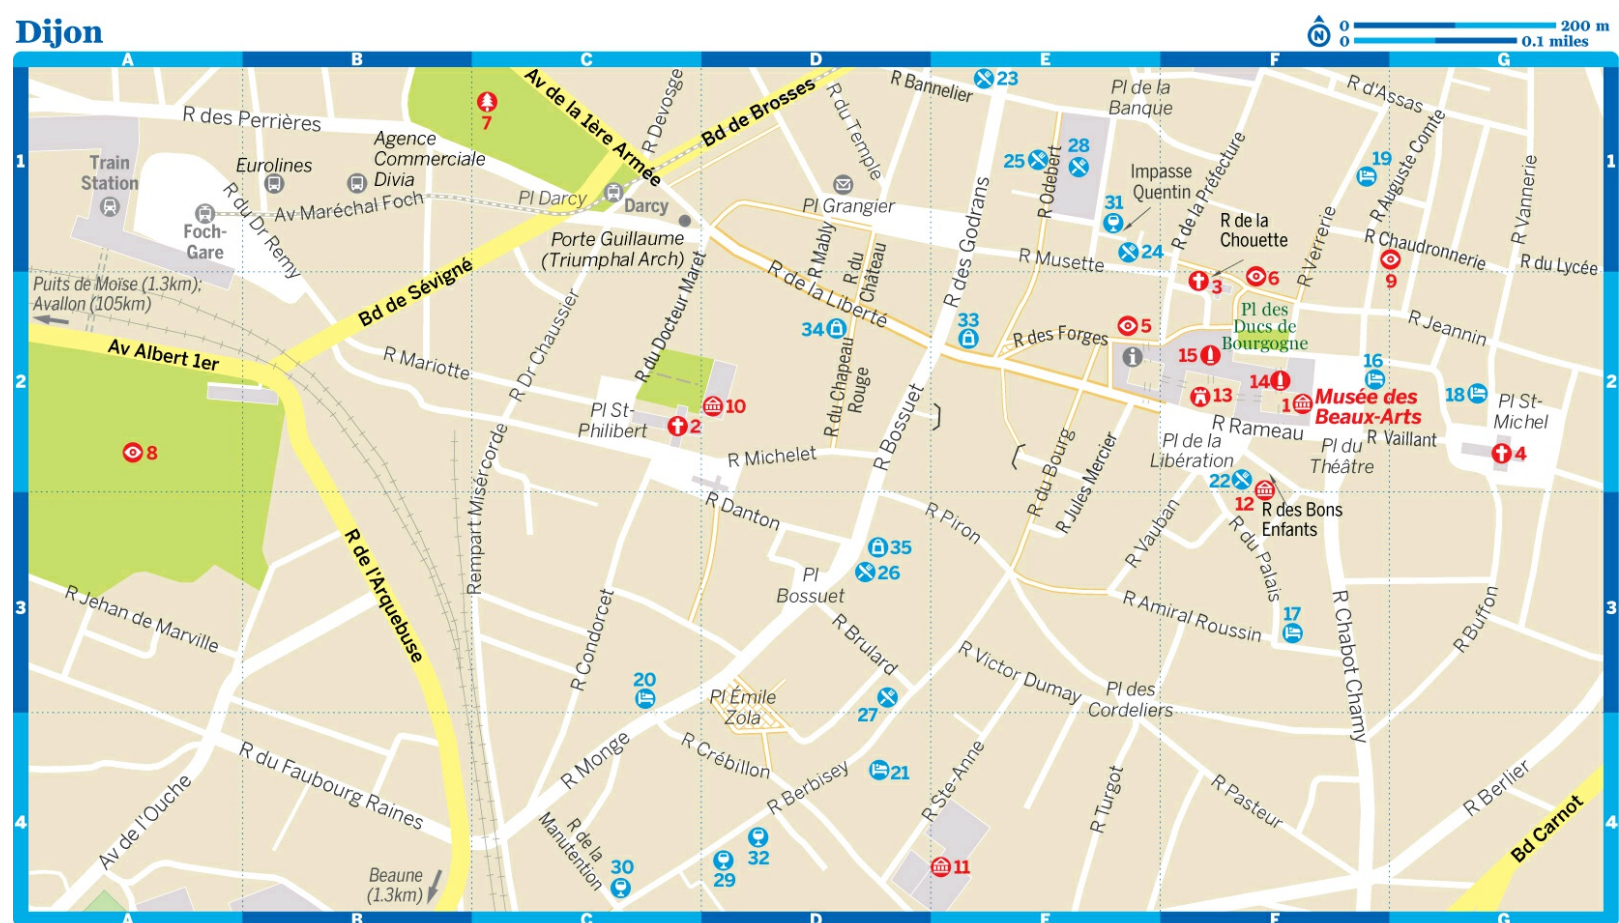 Dijon
0 200 m
0 0.1 miles
N
A B C D E F G
1
1
2
2
3
3
4
4
A B C D E F G
R des Perrières
Train
Station
Foch-
Gare
Eurolines
Agence
Commerciale
Divia
7
Av de la 1ère Armée
R Devosge
Bd de Brosses
R du Dr Remy
Av Maréchal Foch
Pl Darcy
Darcy
Porte Guillaume
(Triumphal Arch)
R du Temple
Pl Grangier
R Bannelier
23
Pl de la
Banque
25
28
R Odebert
Impasse
Quentin
31
24
R Musette
R des Godrans
R de la Préfecture
R de la
Chouette
R d'Assas
19
R Auguste Comte
R Verrerie
R Chaudronnerie
R Vannerie
R du Lycée
3
6
9
Puits de Moïse (1.3km);
Avallon (105km)
Bd de Sévigné
Av Albert 1er
R Mariotte
R Dr Chaussier
R du Docteur Maret
R Mably
R du
Château
R de la Liberté
34
33
R des Forges
5
i
15
Pl des
Ducs de
Bourgogne
R Jeannin
14
13
1
Musée des
Beaux-Arts
16
18
Pl St-
Michel
4
R Rameau
R Vaillant
Pl du
Théâtre
Pl de la
Libération
22
12
R des Bons
Enfants
8
Pl St-
Philibert
2
10
R du Chapeau
Rouge
R Michelet
R Bossuet
R du Bourg
R Jules Mercier
R Danton
R Piron
R Vauban
R du Palais
35
26
Pl
Bossuet
R Amiral Roussin
17
R Chabot Charny
R Buffon
R Jehan de Marville
R de l'Arquebuse
Rempart Miséricorde
R Condorcet
20
R Brulard
Pl Émile
Zola
27
R Victor Dumay
Pl des
Cordeliers
Av de l'Ouche
R du Faubourg Raines
R Monge
R Crébillon
R Berbisey
21
R Ste-Anne
R Turgot
R Pasteur
R Berlier
Bd Carnot
R de la
Manutention
30
29
32
11
Beaune
(1.3km)